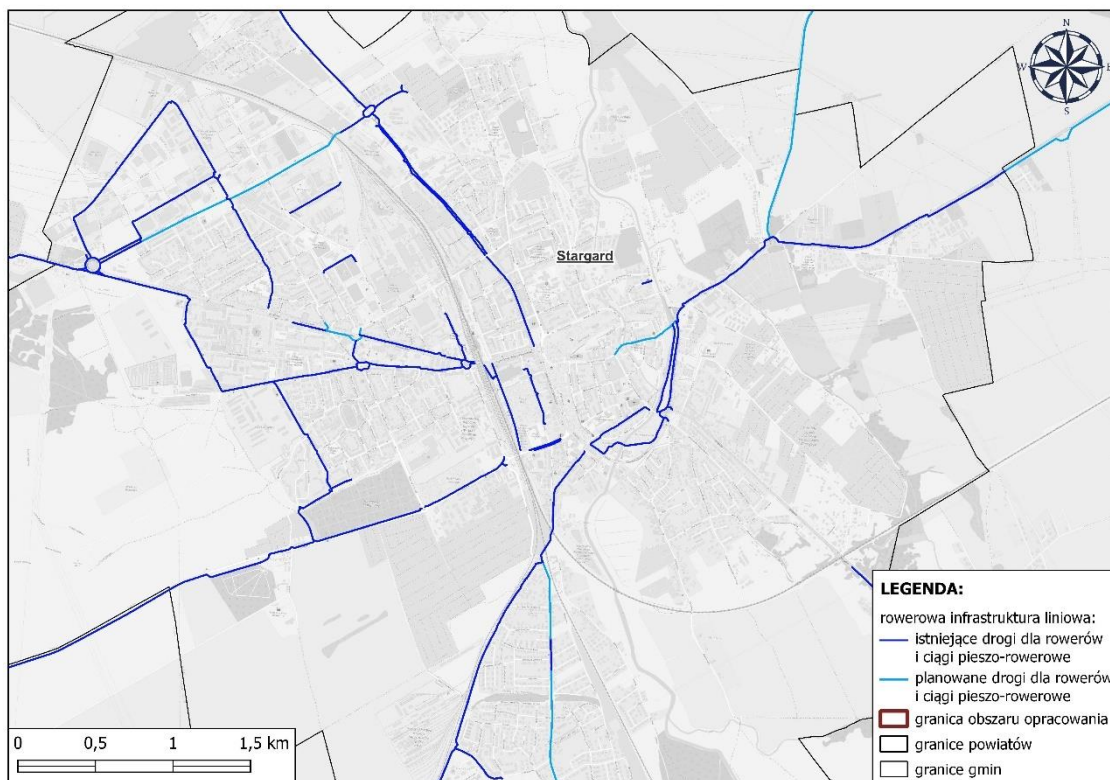 N
W
E
S
Stargard
LEGENDA:
rowerowa infrastruktura liniowa:
istniejące drogi dla rowerów
i ciągi pieszo-rowerowe
planowane drogi dla rowerów
i ciągi pieszo-rowerowe
granica obszaru opracowania
granice powiatów
granice gmin
0 0,5 1 1,5 km